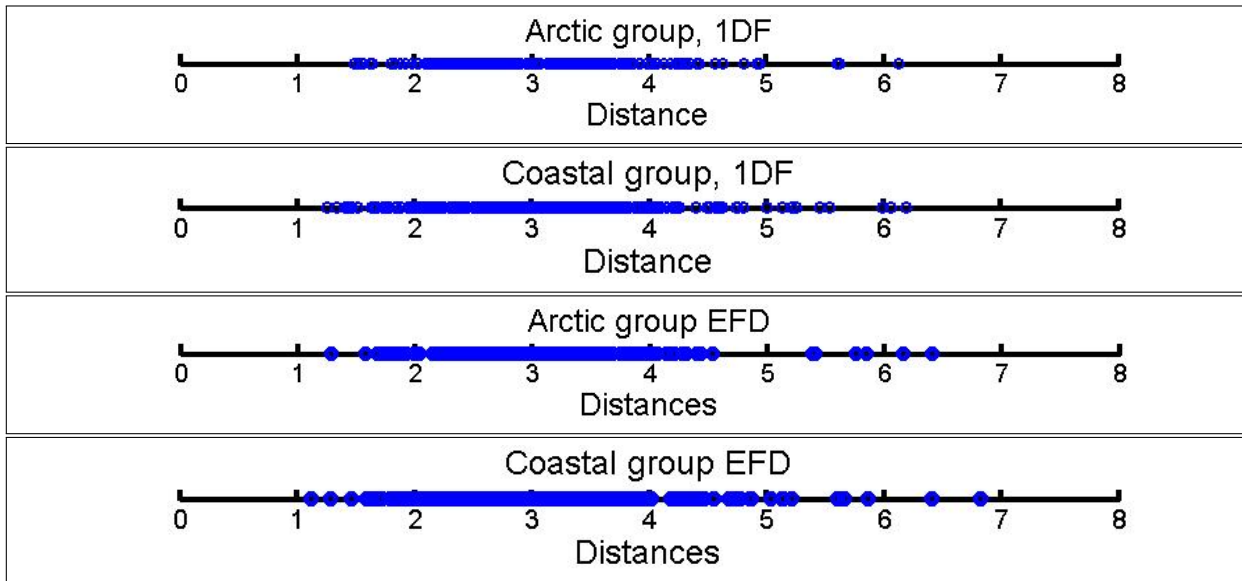 Arctic group, 1DF
0 1 2 3 4 5 6 7 8
Distance
Coastal group, 1DF
0 1 2 3 4 5 6 7 8
Distance
Arctic group EFD
0 1 2 3 4 5 6 7 8
Distances
Coastal group EFD
0 1 2 3 4 5 6 7 8
Distances